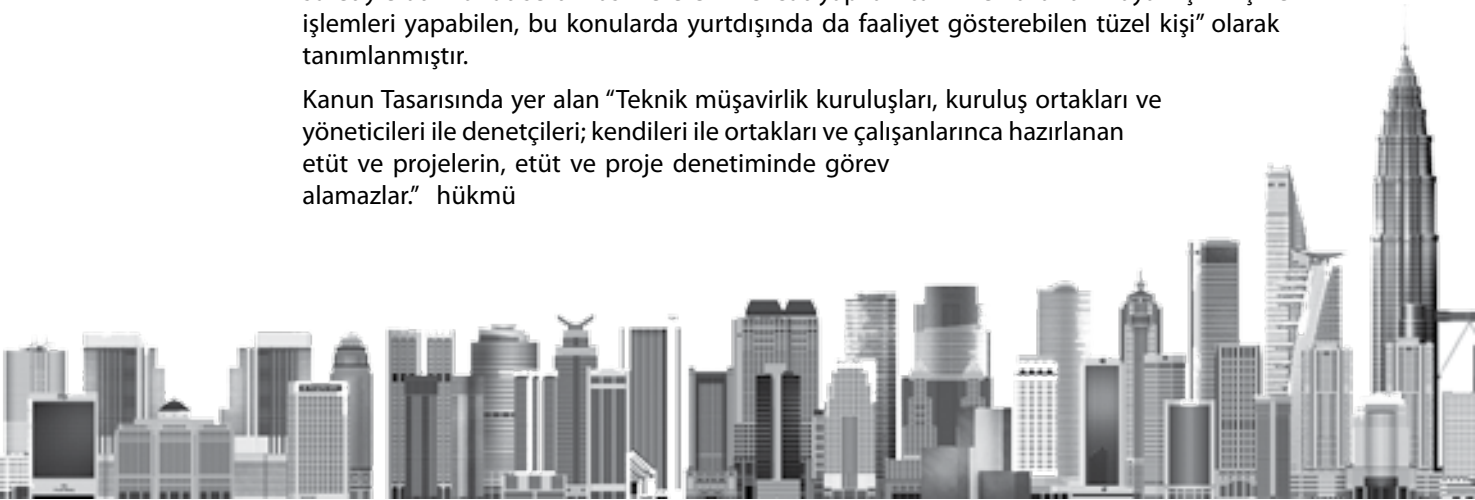 işlemleri yapabilen, bu konularda yurtdışında da faaliyet gösterebilen tüzel kişi” olarak
tanımlanmıştır.
Kanun Tasarısında yer alan “Teknik müşavirlik kuruluşları, kuruluş ortakları ve
yöneticileri ile denetçileri; kendileri ile ortakları ve çalışanlarınca hazırlanan
etüt ve projelerin, etüt ve proje denetiminde görev
alamazlar.” hükmü